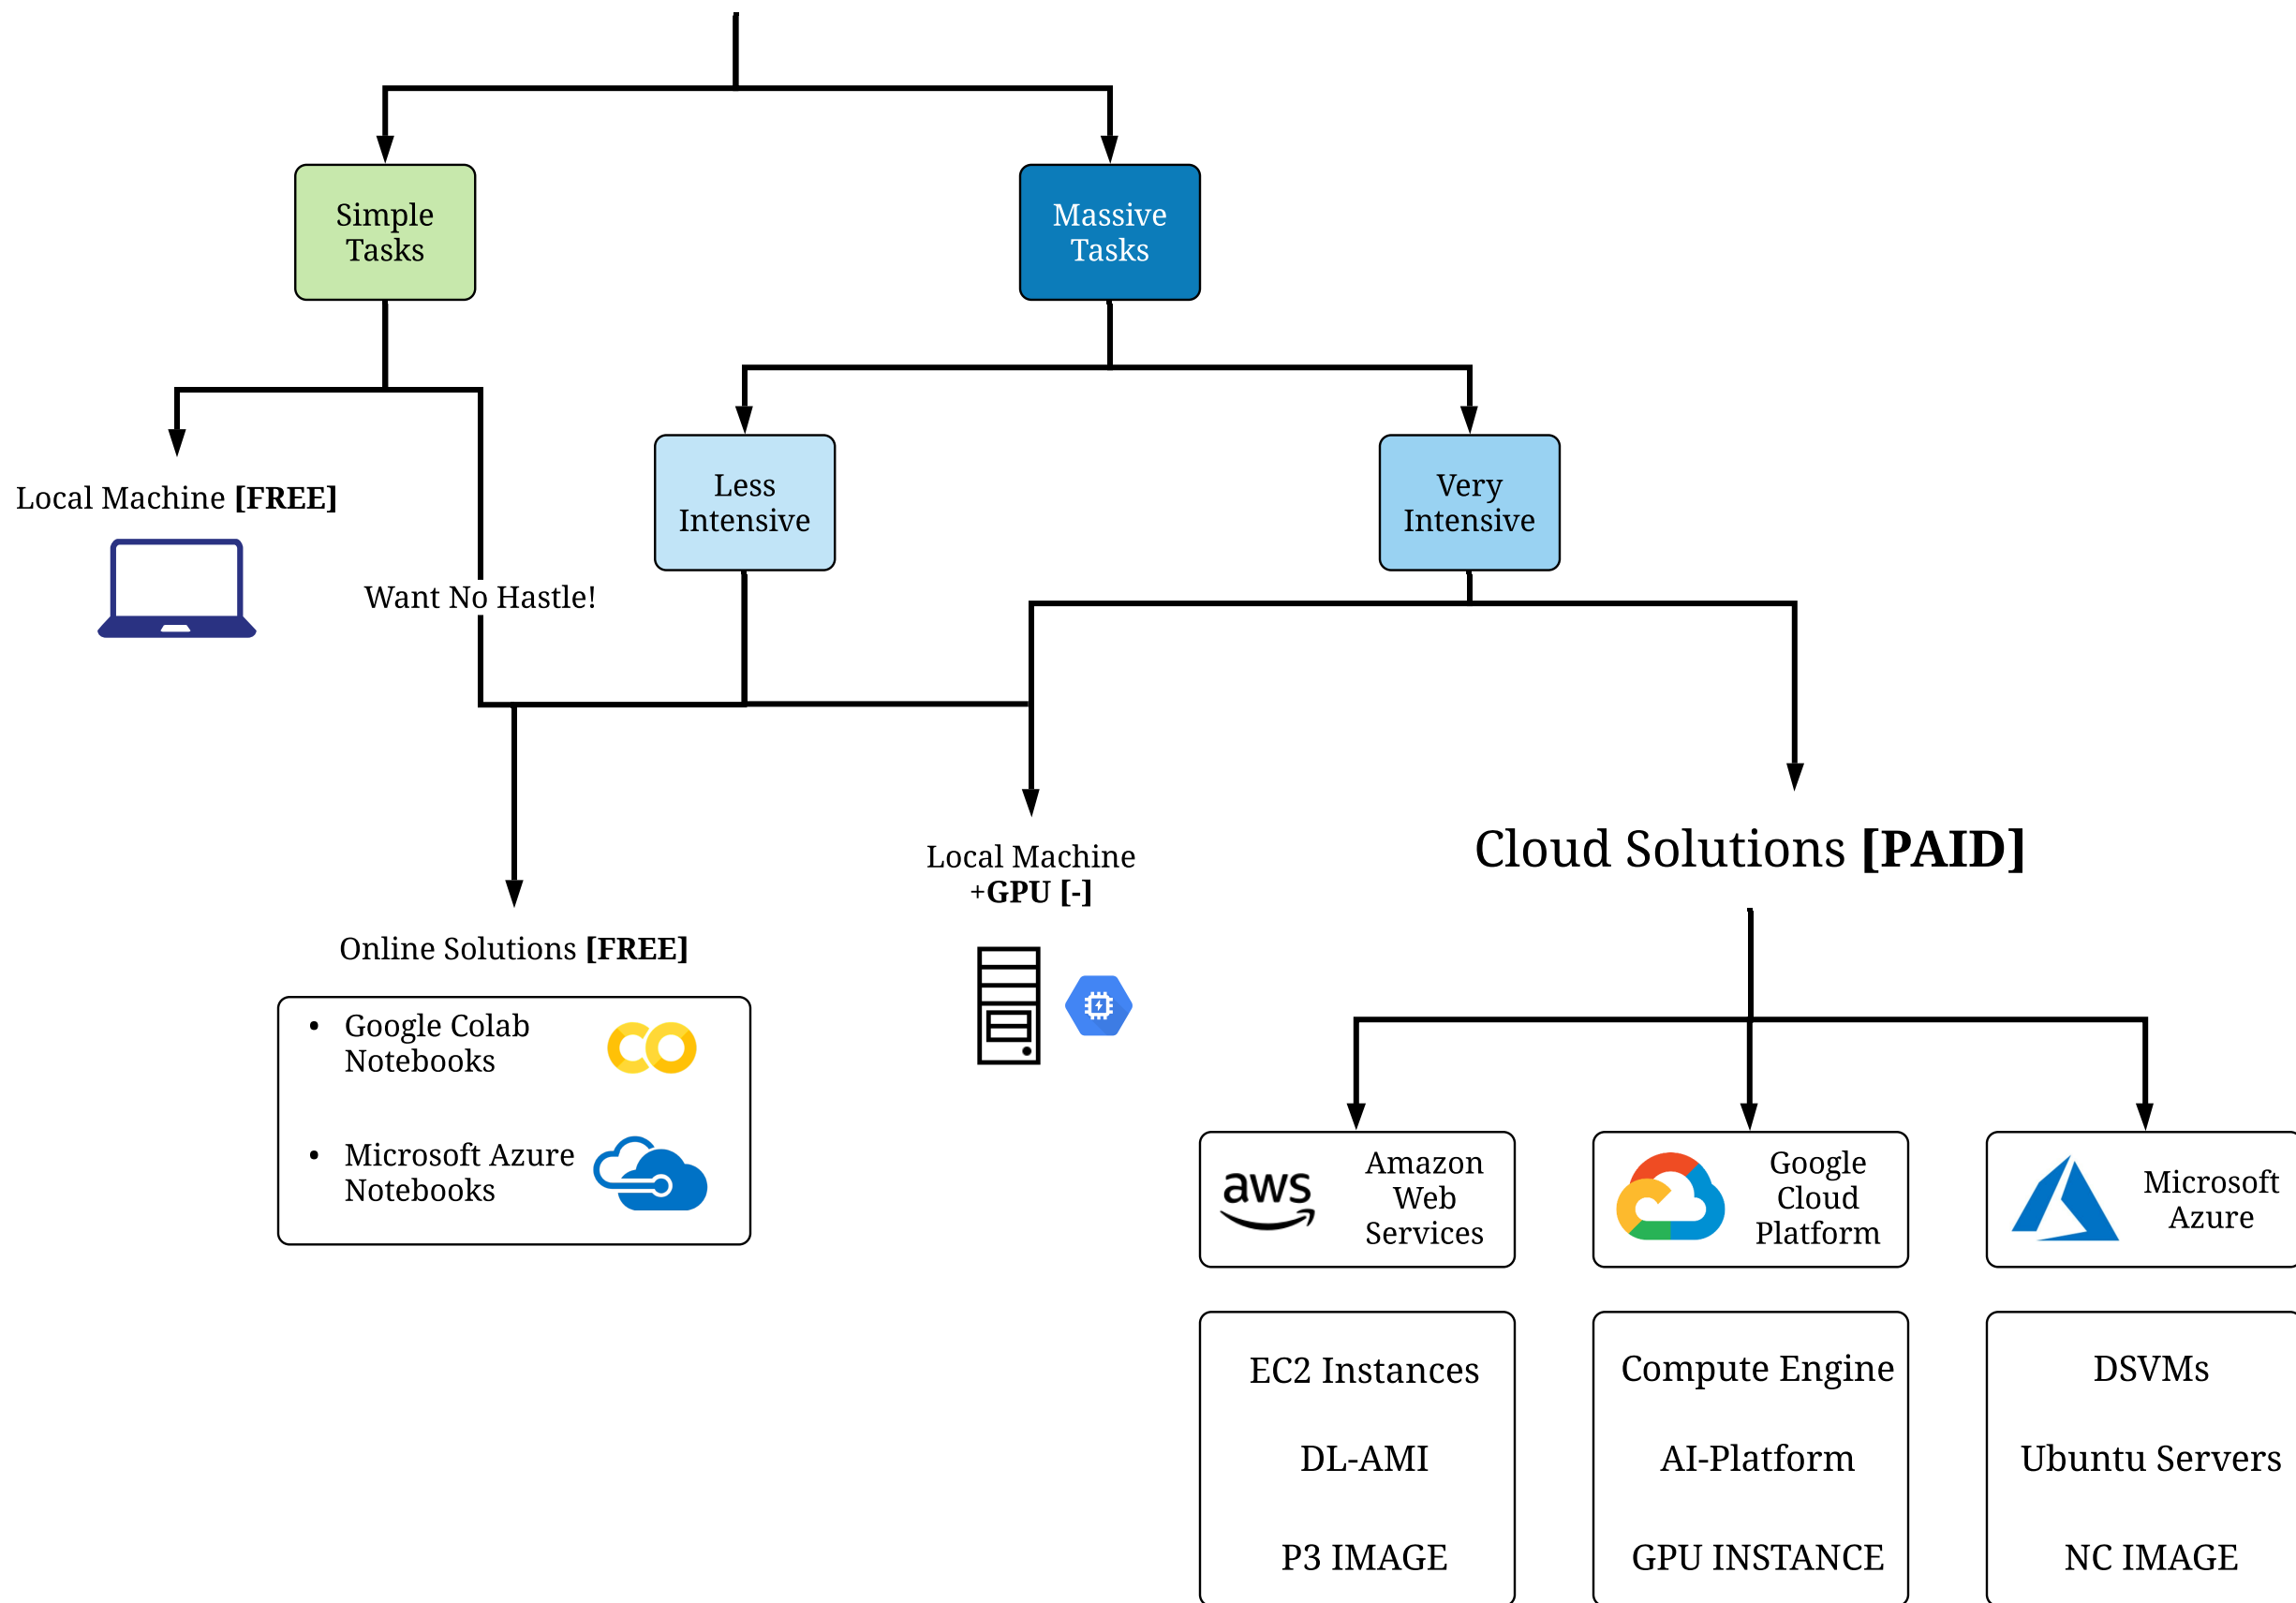 Simple
Tasks
Massive
Tasks
Less
Intensive
Very
Intensive
Local Machine [FREE]
Want No Hastle!
Local Machine
+GPU [-]
Cloud Solutions [PAID]
Online Solutions [FREE]
• Google Colab
Notebooks
• Microsoft Azure
Notebooks
aws
Amazon
Web
Services
Google
Cloud
Platform
Microsoft
Azure
EC2 Instances
DL-AMI
P3 IMAGE
Compute Engine
AI-Platform
GPU INSTANCE
DSVMs
Ubuntu Servers
NC IMAGE